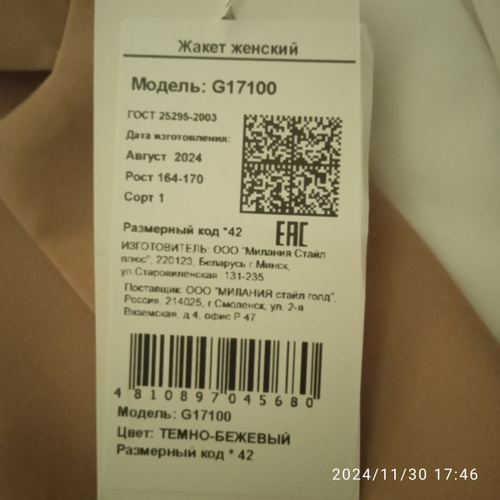 Жакет женский
Модель: G17100
ГОСТ 25295-2003
Дата изготовления:
Август 2024
Рост 164-170
Сорт 1
Размерный код *42
EAC
ИЗГОТОВИТЕЛЬ: ООО "Милания Стайл
плюс", 220123, Беларусь г.Минск,
ул.Старовиленская 131-235
Поставщик: ООО "МИЛАНИЯ стайл голд",
Россия, 214025, г.Смоленск, ул. 2-я
Вяземская, д.4, офис Р 47
4 810897 045680
Модель: G17100
Цвет: ТЕМНО-БЕЖЕВЫЙ
Размерный код * 42
2024/11/30 17:46